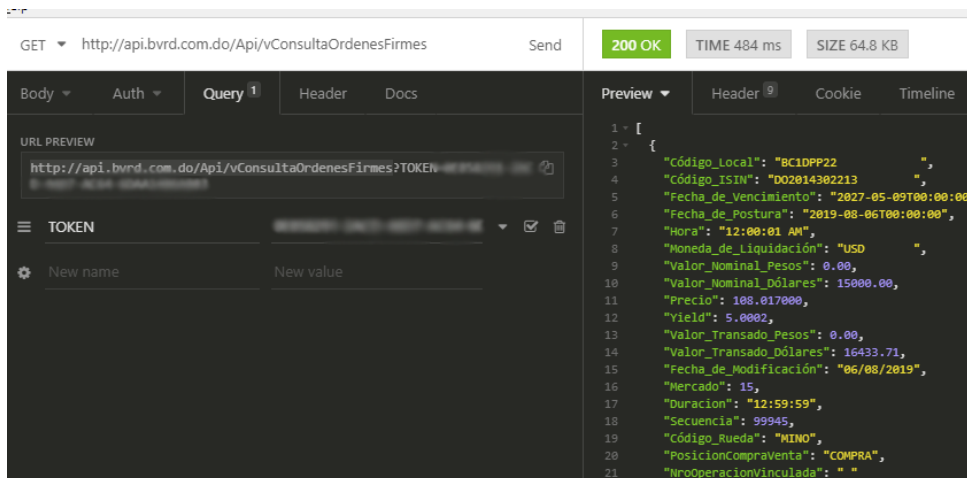 GET http://api.bvrd.com.do/Api/vConsultaOrdenesFirmes Send
200 OK TIME 484 ms SIZE 64.8 KB
Body Auth Query 1 Header Docs
Preview Header 9 Cookie Timeline
URL PREVIEW
http://api.bvrd.com.do/Api/vConsultaOrdenesFirmes?TOKEN
TOKEN
New name New value
1 [
2 {
3 "Código_Local": "BC1DPP22 ",
4 "Código_ISIN": "DO2014302213 ",
5 "Fecha_de_Vencimiento": "2027-05-09T00:00:00
6 "Fecha_de_Postura": "2019-08-06T00:00:00",
7 "Hora": "12:00:01 AM",
8 "Moneda_de_Liquidación": "USD ",
9 "Valor_Nominal_Pesos": 0.00,
10 "Valor_Nominal_Dólares": 15000.00,
11 "Precio": 108.017000,
12 "Yield": 5.0002,
13 "Valor_Transado_Pesos": 0.00,
14 "Valor_Transado_Dólares": 16433.71,
15 "Fecha_de_Modificación": "06/08/2019",
16 "Mercado": 15,
17 "Duracion": "12:59:59",
18 "Secuencia": 99945,
19 "Código_Rueda": "MINO",
20 "PosicionCompraVenta": "COMPRA",
21 "NroOperacionVinculada": " "